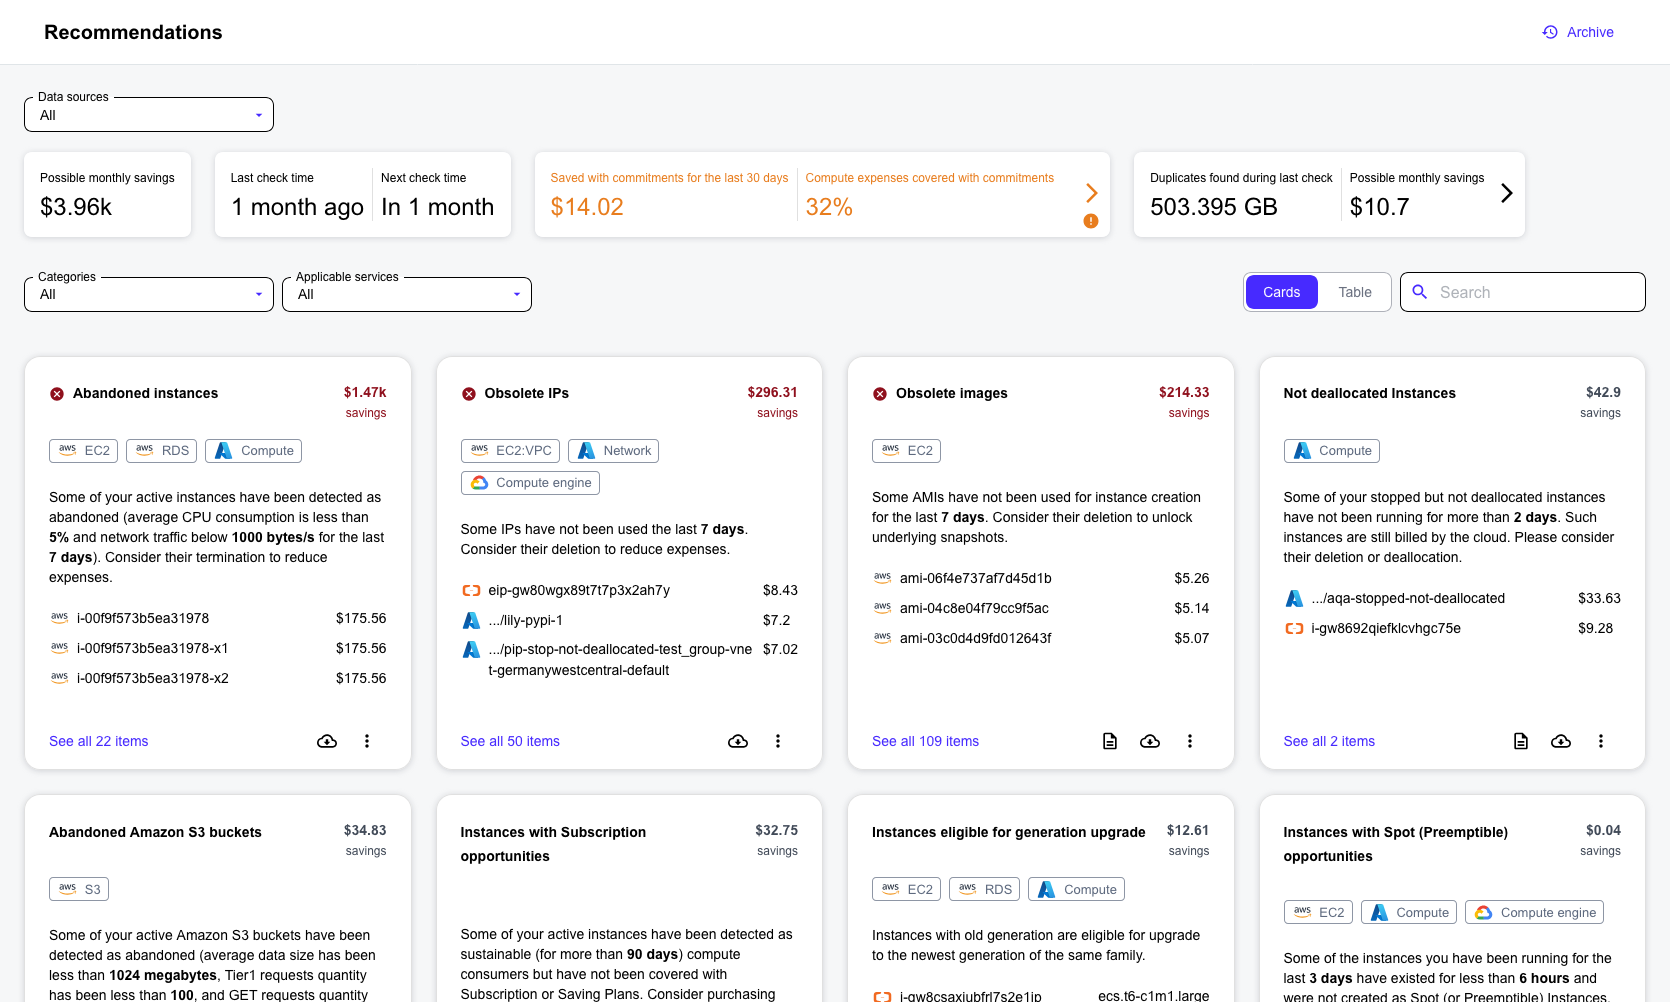 Recommendations
Archive
Data sources
All
Possible monthly savings
$3.96k
Last check time
1 month ago
Next check time
In 1 month
Saved with commitments for the last 30 days
$14.02
Compute expenses covered with commitments
32%
Duplicates found during last check
503.395 GB
Possible monthly savings
$10.7
Categories
All
Applicable services
All
Cards
Table
Search
Abandoned instances
$1.47k
savings
aws EC2
aws RDS
Compute
Some of your active instances have been detected as
abandoned (average CPU consumption is less than
5% and network traffic below 1000 bytes/s for the last
7 days). Consider their termination to reduce
expenses.
aws i-00f9f573b5ea31978 $175.56
aws i-00f9f573b5ea31978-x1 $175.56
aws i-00f9f573b5ea31978-x2 $175.56
See all 22 items
Obsolete IPs
$296.31
savings
aws EC2:VPC
Network
Compute engine
Some IPs have not been used the last 7 days.
Consider their deletion to reduce expenses.
eip-gw80wgx89t7t7p3x2ah7y $8.43
.../lily-pypi-1 $7.2
.../pip-stop-not-deallocated-test_group-vne $7.02
t-germanywestcentral-default
See all 50 items
Obsolete images
$214.33
savings
aws EC2
Some AMIs have not been used for instance creation
for the last 7 days. Consider their deletion to unlock
underlying snapshots.
aws ami-06f4e737af7d45d1b $5.26
aws ami-04c8e04f79cc9f5ac $5.14
aws ami-03c0d4d9fd012643f $5.07
See all 109 items
Not deallocated Instances
$42.9
savings
Compute
Some of your stopped but not deallocated instances
have not been running for more than 2 days. Such
instances are still billed by the cloud. Please consider
their deletion or deallocation.
.../aqa-stopped-not-deallocated $33.63
i-gw8692qiefklcvhgc75e $9.28
See all 2 items
Abandoned Amazon S3 buckets
$34.83
savings
aws S3
Some of your active Amazon S3 buckets have been
detected as abandoned (average data size has been
less than 1024 megabytes, Tier1 requests quantity
has been less than 100, and GET requests quantity
Instances with Subscription
opportunities
$32.75
savings
Some of your active instances have been detected as
sustainable (for more than 90 days) compute
consumers but have not been covered with
Subscription or Saving Plans. Consider purchasing
Instances eligible for generation upgrade
$12.61
savings
aws EC2
aws RDS
Compute
Instances with old generation are eligible for upgrade
to the newest generation of the same family.
i-gw8csaxjubfrl7s2e1ip ecs.t6-c1m1.large
Instances with Spot (Preemptible)
opportunities
$0.04
savings
aws EC2
Compute
Compute engine
Some of the instances you have been running for the
last 3 days have existed for less than 6 hours and
were not created as Spot (or Preemptible) Instances.